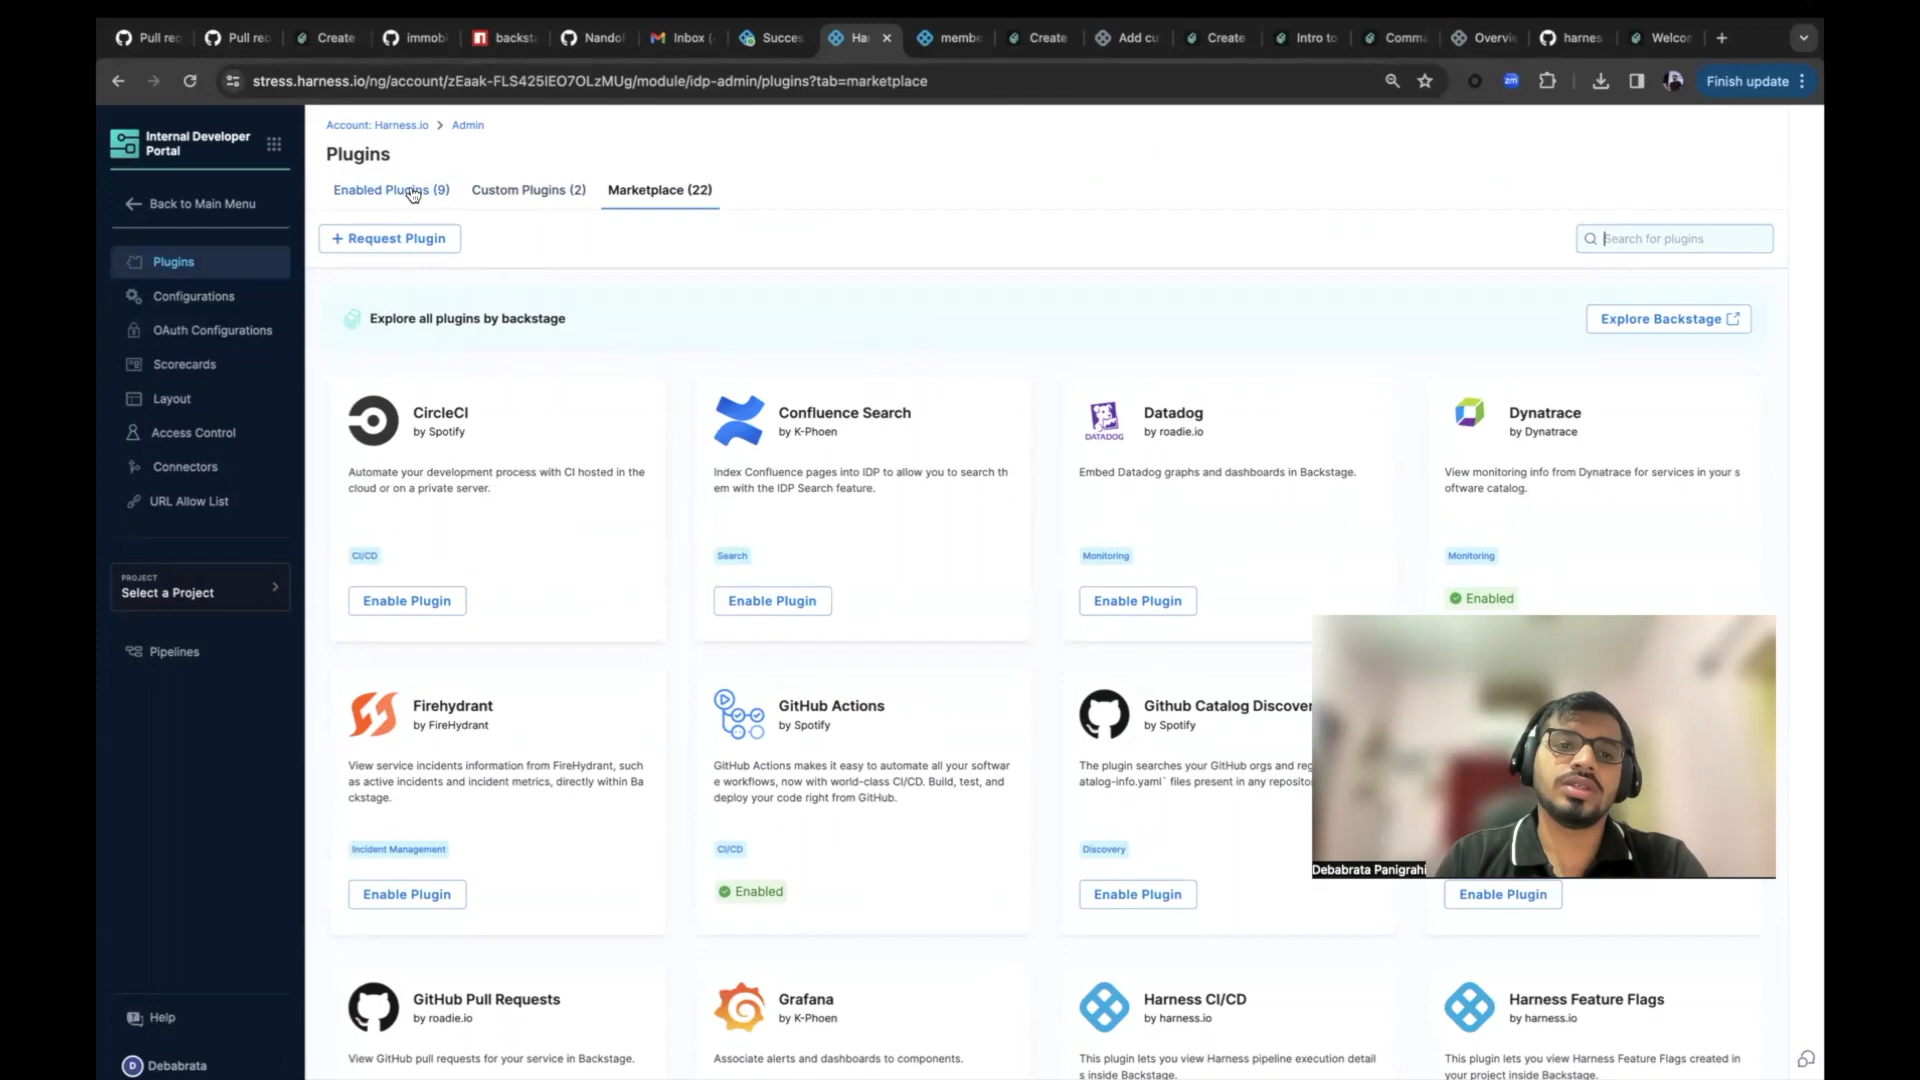 Pull rec
Pull rec
Create
immobi
backst
Nandol
Inbox (
Succes
Ha
membe
Create
Add cu
Create
Intro to
Comma
Overvie
harnes
Welcon
stress.harness.io/ng/account/zEaak-FLS425IEO7OLzMUg/module/idp-admin/plugins?tab=marketplace
zm
Finish update
Internal Developer
Portal
Back to Main Menu
Plugins
Configurations
OAuth Configurations
Scorecards
Layout
Access Control
Connectors
URL Allow List
PROJECT
Select a Project
Pipelines
Help
D Debabrata
Account: Harness.io > Admin
Plugins
Enabled Plugins (9)
Custom Plugins (2)
Marketplace (22)
+ Request Plugin
Search for plugins
Explore all plugins by backstage
Explore Backstage
CircleCI
by Spotify
Automate your development process with CI hosted in the
cloud or on a private server.
CI/CD
Enable Plugin
Confluence Search
by K-Phoen
Index Confluence pages into IDP to allow you to search th
em with the IDP Search feature.
Search
Enable Plugin
DATADOG
Datadog
by roadie.io
Embed Datadog graphs and dashboards in Backstage.
Monitoring
Enable Plugin
Dynatrace
by Dynatrace
View monitoring info from Dynatrace for services in your s
oftware catalog.
Monitoring
Enabled
Firehydrant
by FireHydrant
View service incidents information from FireHydrant, such
as active incidents and incident metrics, directly within Ba
ckstage.
Incident Management
Enable Plugin
GitHub Actions
by Spotify
GitHub Actions makes it easy to automate all your softwar
e workflows, now with world-class CI/CD. Build, test, and
deploy your code right from GitHub.
CI/CD
Enabled
Github Catalog Discover
by Spotify
The plugin searches your GitHub orgs and reg
atalog-info.yaml` files present in any reposito
Discovery
Enable Plugin
Debabrata Panigrahi
Enable Plugin
GitHub Pull Requests
by roadie.io
View GitHub pull requests for your service in Backstage.
Grafana
by K-Phoen
Associate alerts and dashboards to components.
Harness CI/CD
by harness.io
This plugin lets you view Harness pipeline execution detail
s inside Backstage.
Harness Feature Flags
by harness.io
This plugin lets you view Harness Feature Flags created in
your project inside Backstage.